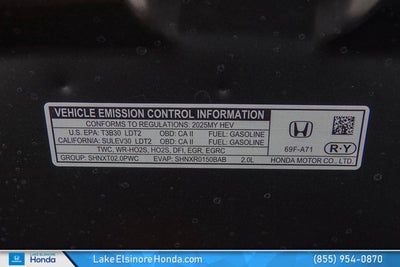 VEHICLE EMISSION CONTROL INFORMATION
CONFORMS TO REGULATIONS: 2025MY HEV
U.S. EPA: T3B30 LDT2 OBD: CA II FUEL: GASOLINE
CALIFORNIA: SULEV30 LDT2 OBD: CA II FUEL: GASOLINE
TWC, WR-HO2S, HO2S, DFI, EGR, EGRC
GROUP: SHNXT02.0PWC EVAP: SHNXR0150BAB 2.0L
69F-A71
R-Y
HONDA MOTOR CO., LTD.
Lake Elsinore
Honda
LakeElsinoreHonda.com
(855) 954-0870